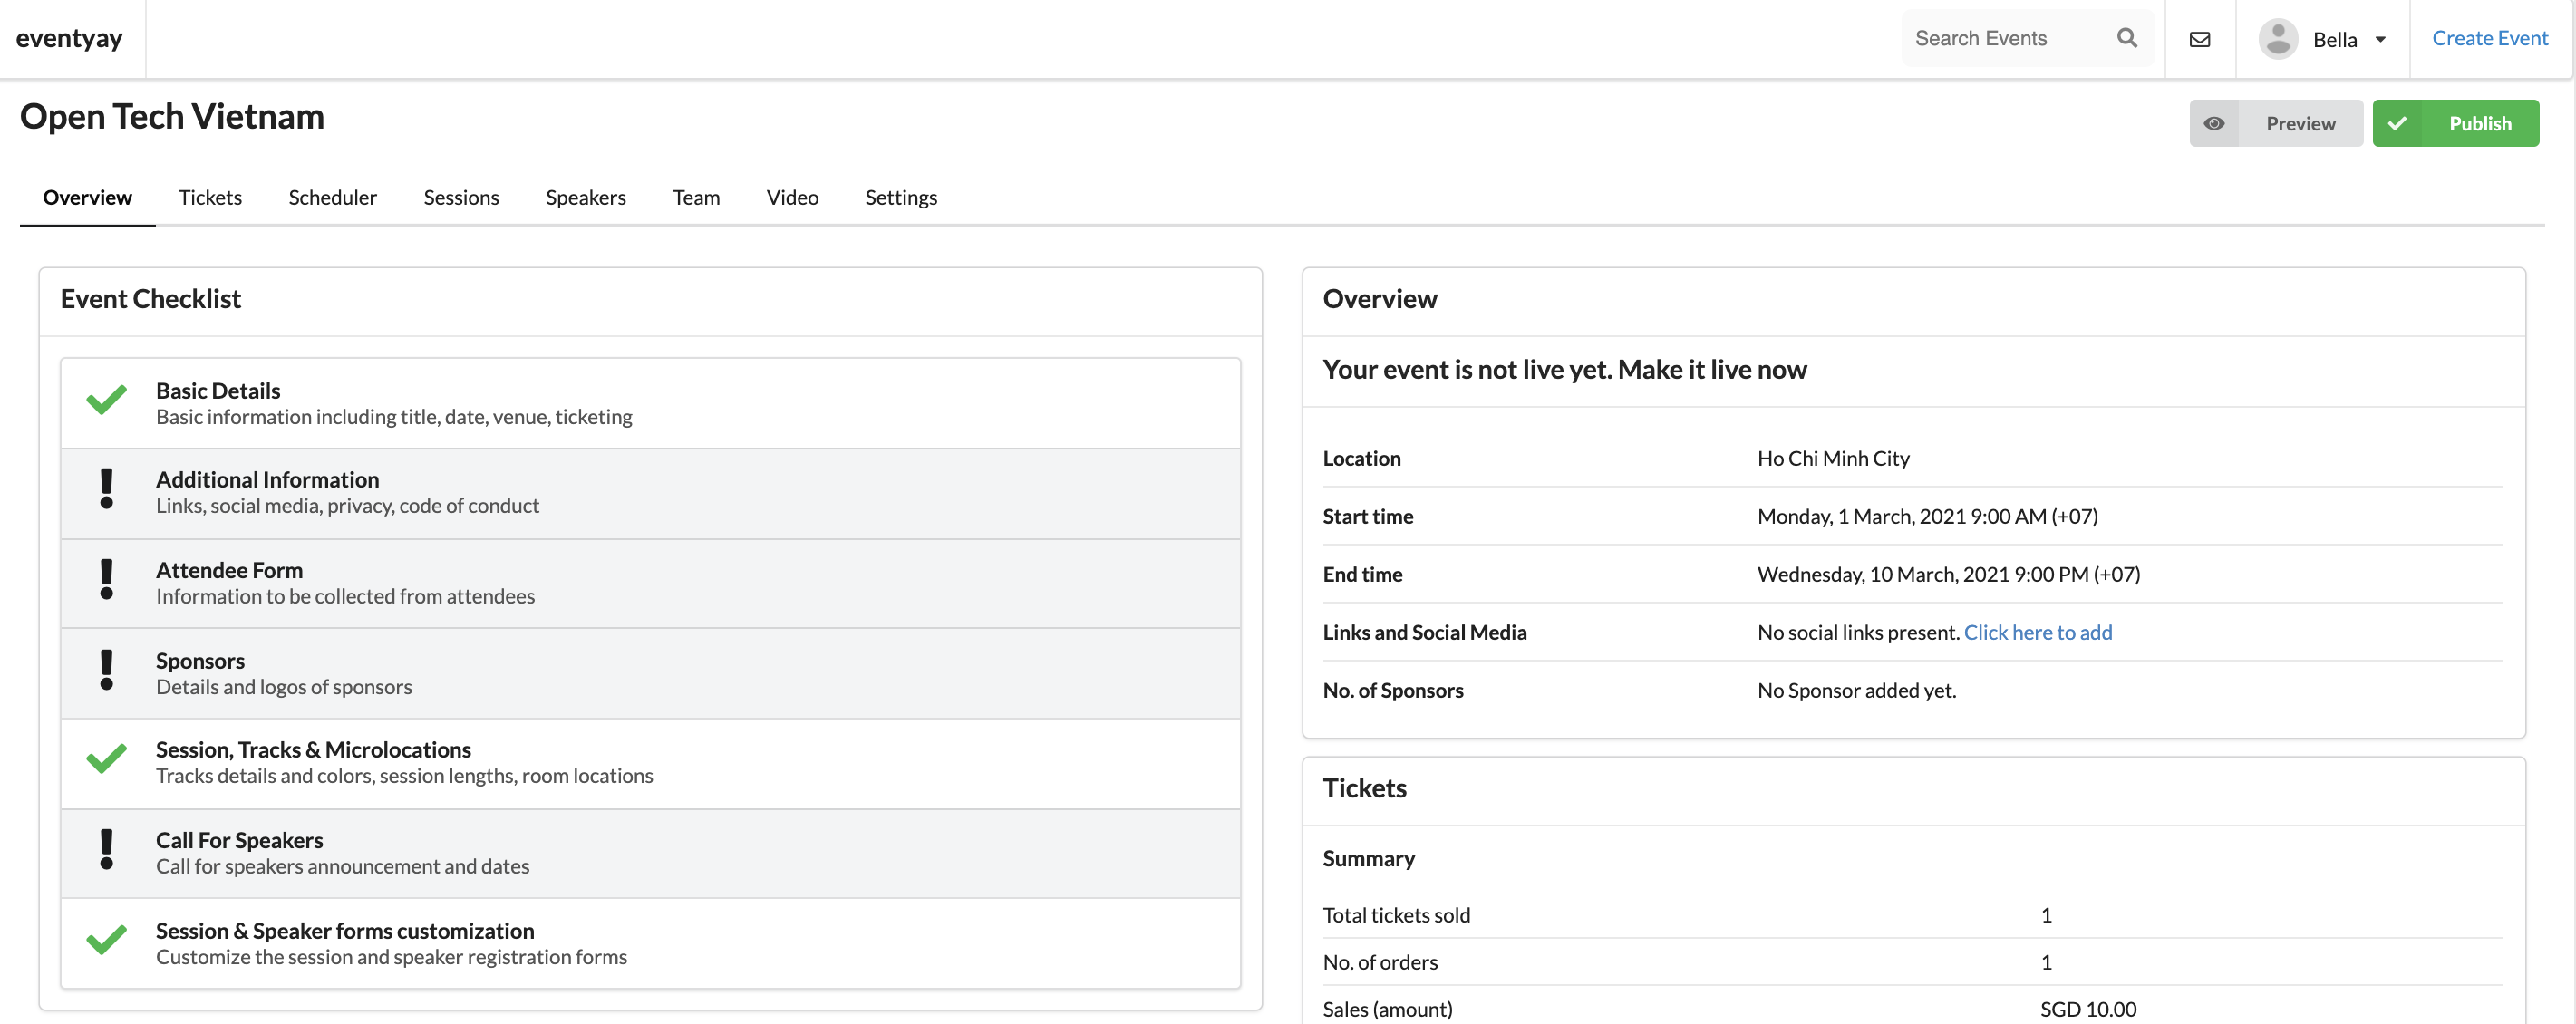 eventyay
Search Events
Bella
Create Event
Open Tech Vietnam
Preview
Publish
Overview
Tickets
Scheduler
Sessions
Speakers
Team
Video
Settings
Event Checklist
Basic Details
Basic information including title, date, venue, ticketing
Additional Information
Links, social media, privacy, code of conduct
Attendee Form
Information to be collected from attendees
Sponsors
Details and logos of sponsors
Session, Tracks & Microlocations
Tracks details and colors, session lengths, room locations
Call For Speakers
Call for speakers announcement and dates
Session & Speaker forms customization
Customize the session and speaker registration forms
Overview
Your event is not live yet. Make it live now
Location Ho Chi Minh City
Start time Monday, 1 March, 2021 9:00 AM (+07)
End time Wednesday, 10 March, 2021 9:00 PM (+07)
Links and Social Media No social links present. Click here to add
No. of Sponsors No Sponsor added yet.
Tickets
Summary
Total tickets sold 1
No. of orders 1
Sales (amount) SGD 10.00